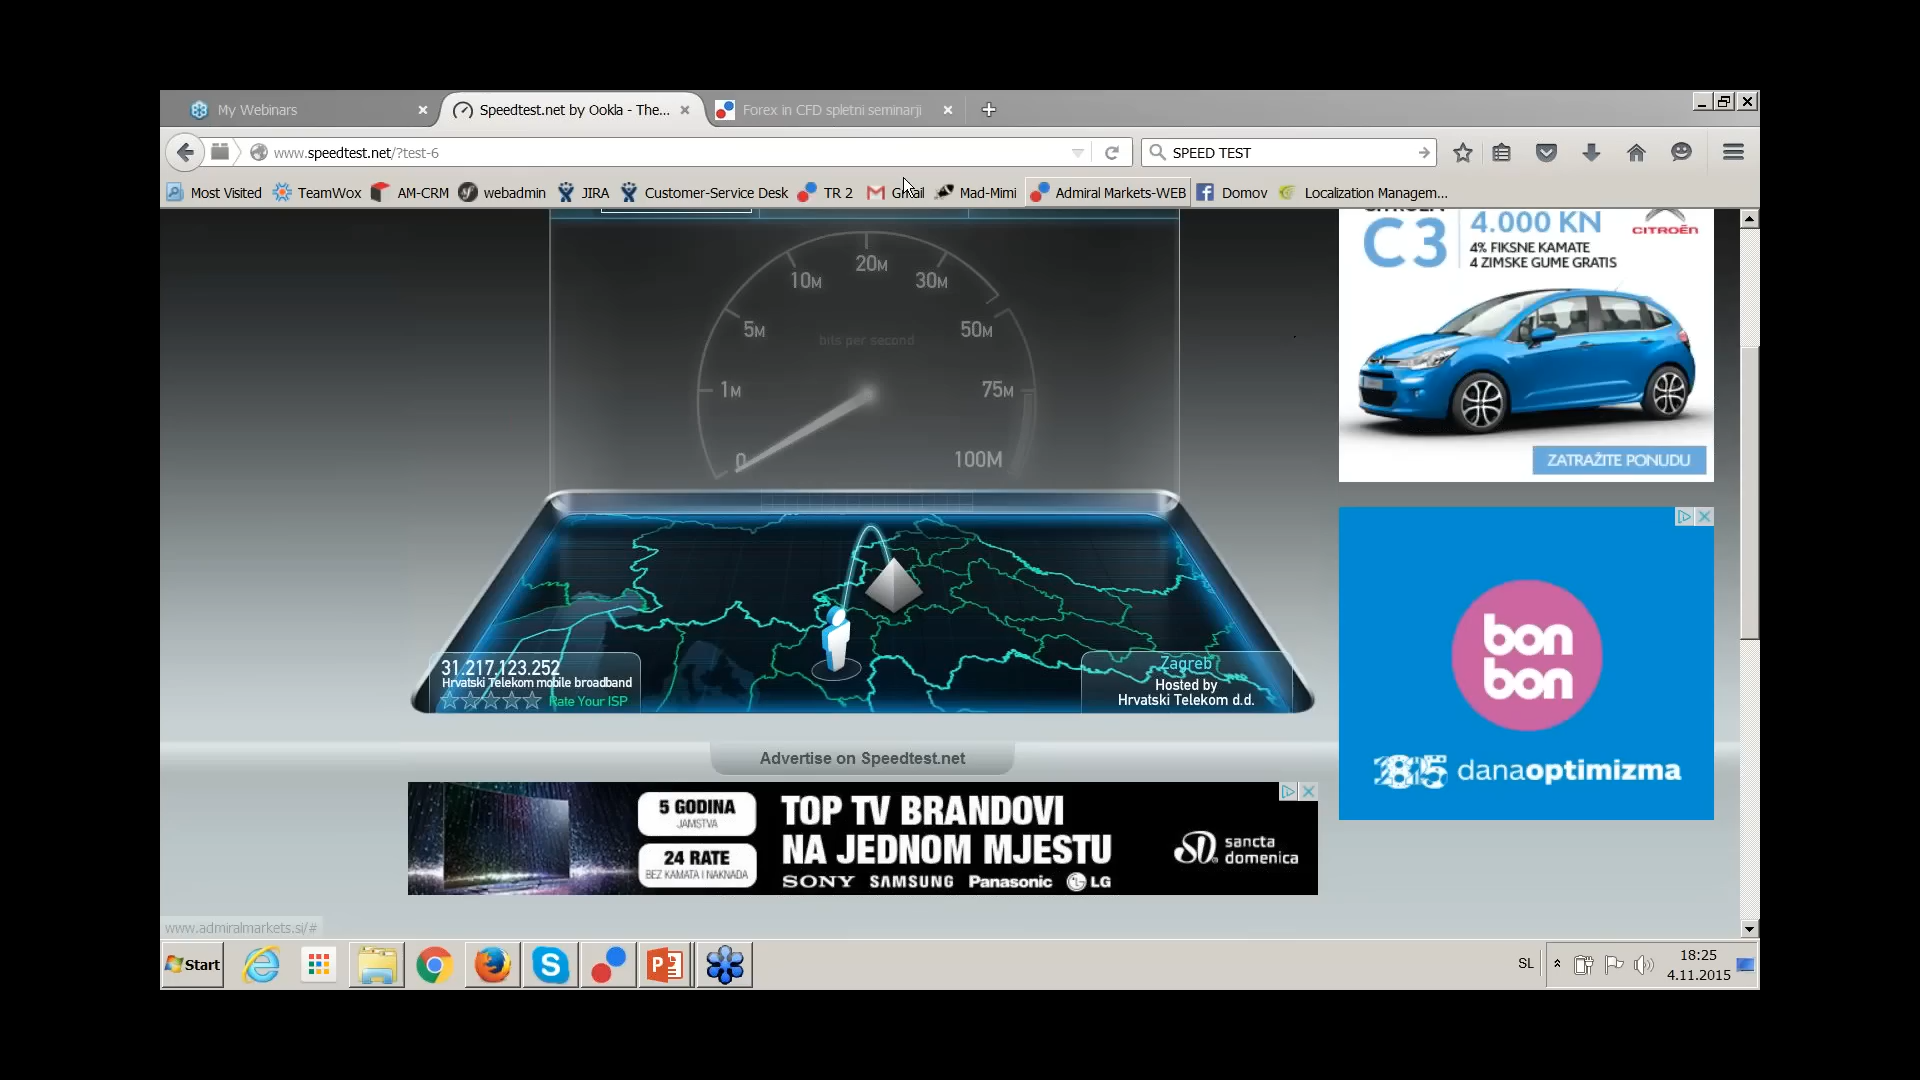 My Webinars
Speedtest.net by Ookla - The...
Forex in CFD spletni seminarji
www.speedtest.net/?test-6
SPEED TEST
Most Visited TeamWox AM-CRM webadmin JIRA Customer-Service Desk TR 2 Gmail Mad-Mimi Admiral Markets-WEB Domov Localization Managem...
C3
4.000 KN
4% FIKSNE KAMATE
4 ZIMSKE GUME GRATIS
CITROËN
ZATRAŽITE PONUDU
0
1M
5M
10M
20M
30M
50M
75M
100M
bits per second
31.217.123.252
Hrvatski Telekom mobile broadband
Rate Your ISP
Zagreb
Hosted by
Hrvatski Telekom d.d.
bon
bon
385 danaoptimizma
Advertise on Speedtest.net
5 GODINA
JAMSTVA
24 RATE
BEZ KAMATA I NAKNADA
TOP TV BRANDOVI
NA JEDNOM MJESTU
SONY SAMSUNG Panasonic LG
sancta
domenica
www.admiralmarkets.si/#
Start
SL
18:25
4.11.2015